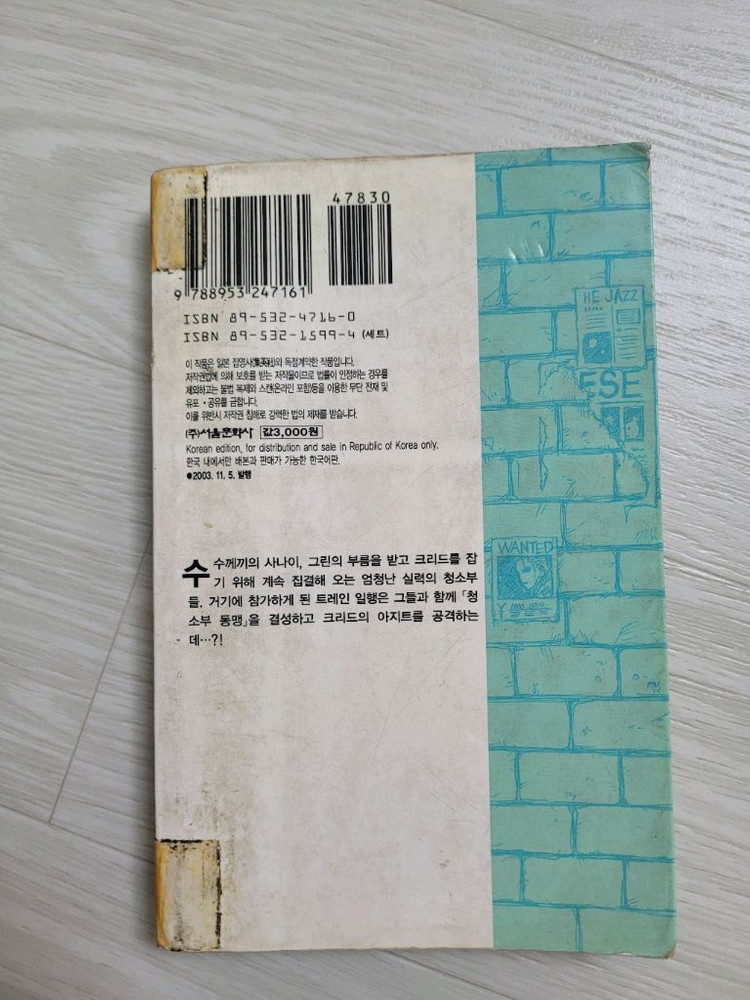 47830
9 788953 247161
ISBN 89-532-4716-0
ISBN 89-532-1599-4 (세트)
이 작품은 일본 집영사(集英社)와 독점계약한 작품입니다.
저작권법에 의해 보호를 받는 저작물이므로 법률이 인정하는 경우를
제외하고는 불법 복제와 스캔(온라인 포함)등을 이용한 무단 전재 및
유포·공유를 금합니다.
이를 위반시 저작권 침해로 강력한 법의 제재를 받습니다.
(주)서울문화사 값3,000원
Korean edition, for distribution and sale in Republic of Korea only.
한국 내에서만 배본과 판매가 가능한 한국어판.
●2003. 11. 5. 발행
수수께끼의 사나이, 그린의 부름을 받고 크리드를 잡
기 위해 계속 집결해 오는 엄청난 실력의 청소부
들. 거기에 참가하게 된 트레인 일행은 그들과 함께 「청
소부 동맹」을 결성하고 크리드의 아지트를 공격하는
데…?!
HE JAZZ
ESE
WANTED